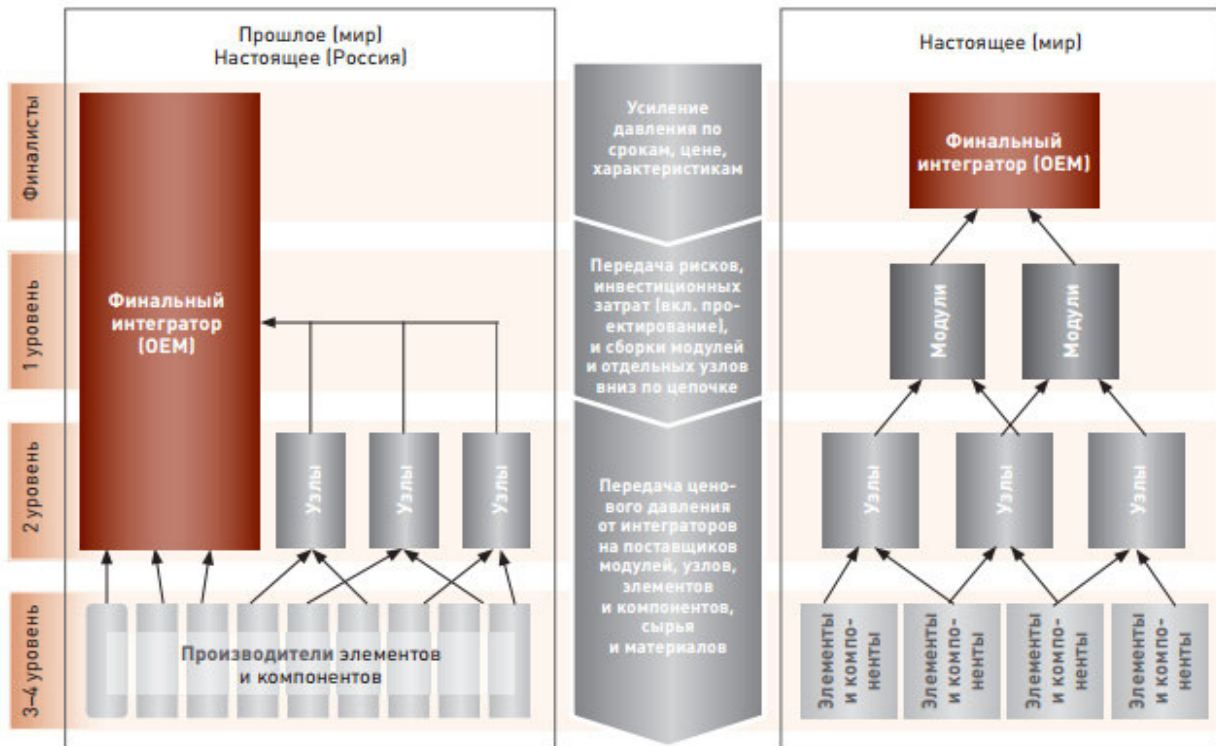 Прошлое (мир)
Настоящее (Россия)
Настоящее (мир)
Финалисты
1 уровень
2 уровень
3–4 уровень
Финальный
интегратор
(OEM)
Узлы
Узлы
Узлы
Производители элементов
и компонентов
Усиление
давления по
срокам, цене,
характеристикам
Передача рисков,
инвестиционных
затрат (вкл. про-
ектирование),
и сборки модулей
и отдельных узлов
вниз по цепочке
Передача цено-
вого давления
от интеграторов
на поставщиков
модулей, узлов,
элементов
и компонентов,
сырья
и материалов
Финальный
интегратор (OEM)
Модули
Модули
Узлы
Узлы
Узлы
Элементы
и компо-
ненты
Элементы
и компо-
ненты
Элементы
и компо-
ненты
Элементы
и компо-
ненты